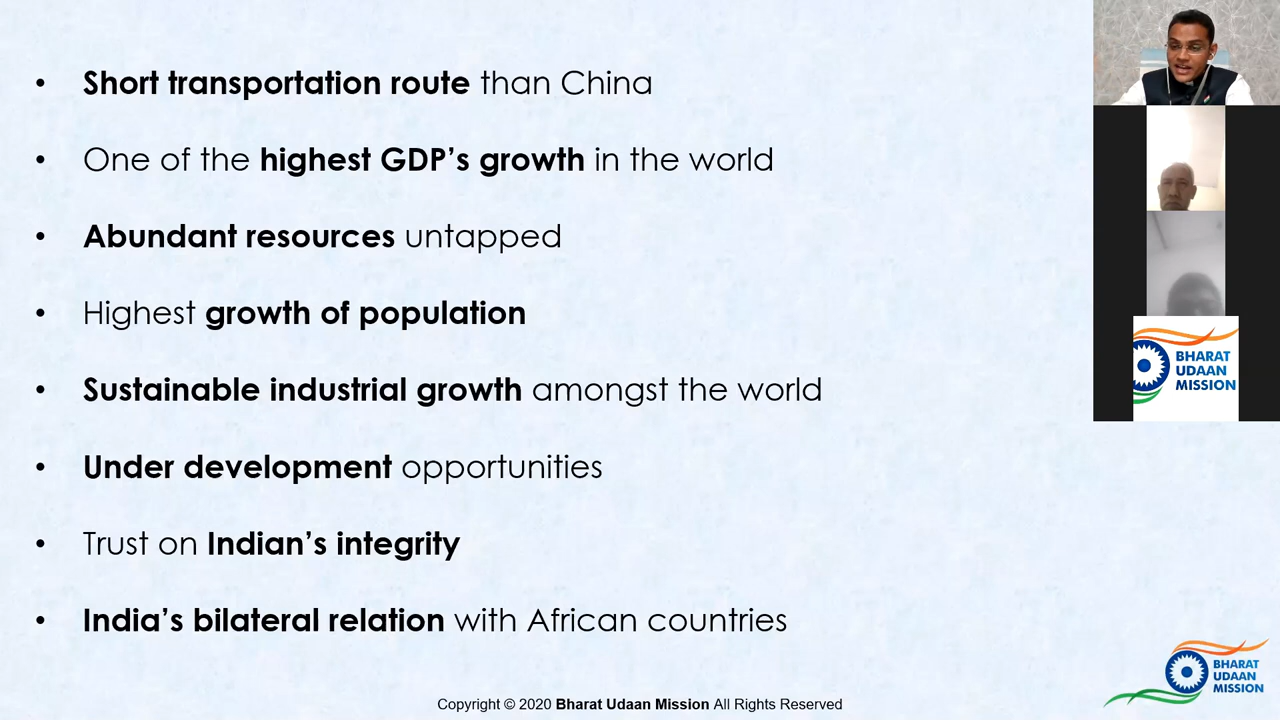 • Short transportation route than China
• One of the highest GDP’s growth in the world
• Abundant resources untapped
• Highest growth of population
• Sustainable industrial growth amongst the world
• Under development opportunities
• Trust on Indian’s integrity
• India’s bilateral relation with African countries
BHARAT
UDAAN
MISSION
BHARAT
UDAAN
MISSION
Copyright © 2020 Bharat Udaan Mission All Rights Reserved